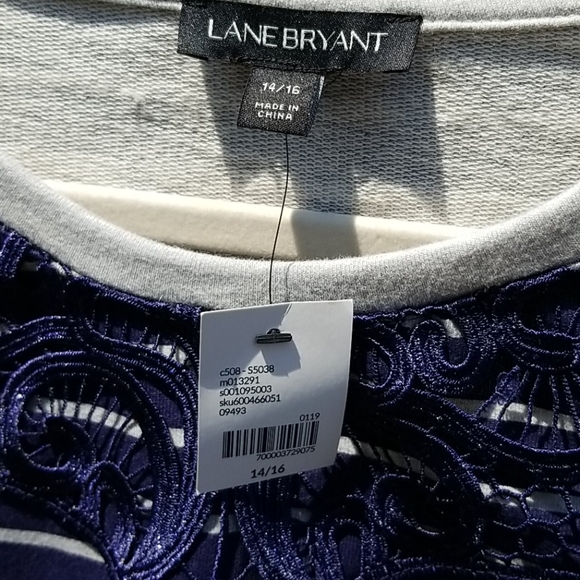 LANE BRYANT
14/16
MADE IN
CHINA
c508 - S5038
m013291
s001095003
sku600466051
09493
0119
700003729075
14/16